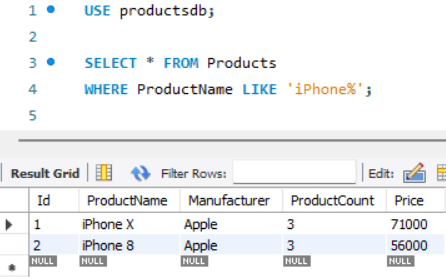 1 USE productsdb;
2
3 SELECT * FROM Products
4 WHERE ProductName LIKE 'iPhone%';
5
Result Grid Filter Rows: Edit:
Id ProductName Manufacturer ProductCount Price
1 iPhone X Apple 3 71000
2 iPhone 8 Apple 3 56000
NULL NULL NULL NULL NULL